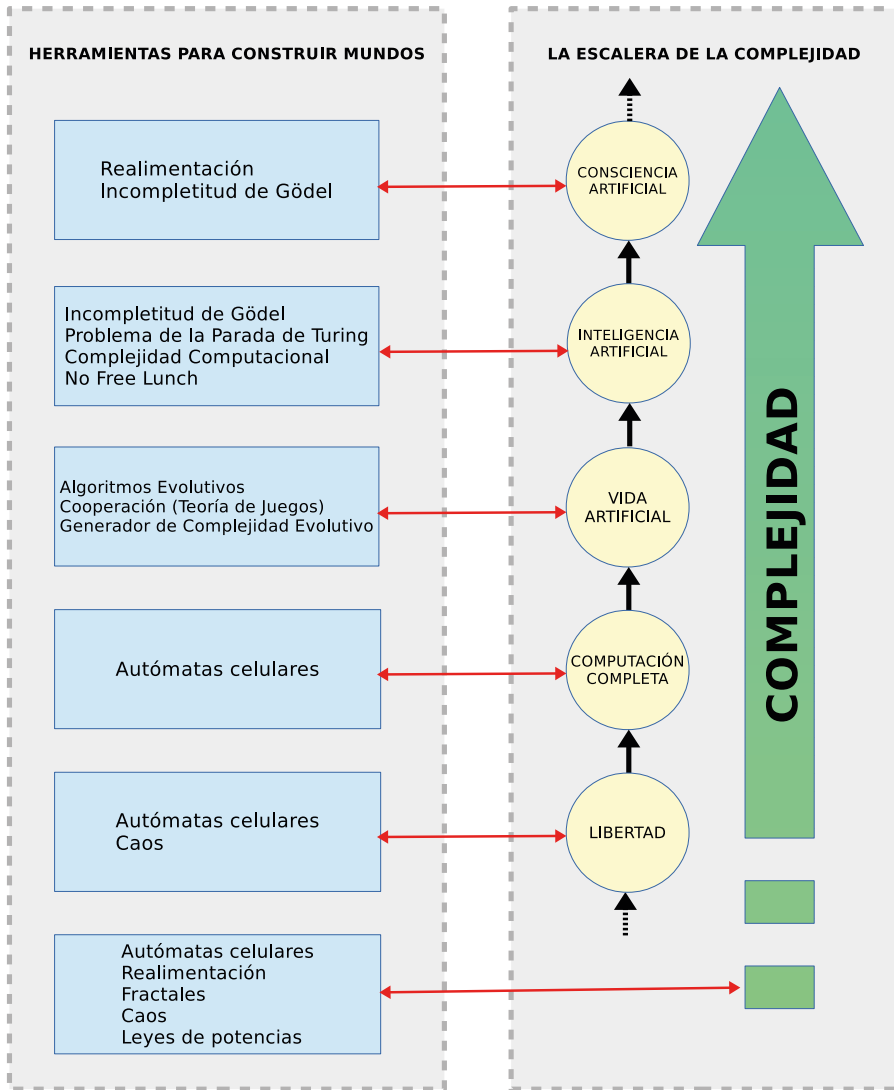 HERRAMIENTAS PARA CONSTRUIR MUNDOS
Realimentación
Incompletitud de Gödel
Incompletitud de Gödel
Problema de la Parada de Turing
Complejidad Computacional
No Free Lunch
Algoritmos Evolutivos
Cooperación (Teoría de Juegos)
Generador de Complejidad Evolutivo
Autómatas celulares
Autómatas celulares
Caos
Autómatas celulares
Realimentación
Fractales
Caos
Leyes de potencias
LA ESCALERA DE LA COMPLEJIDAD
CONSCIENCIA
ARTIFICIAL
INTELIGENCIA
ARTIFICIAL
VIDA
ARTIFICIAL
COMPUTACIÓN
COMPLETA
LIBERTAD
COMPLEJIDAD